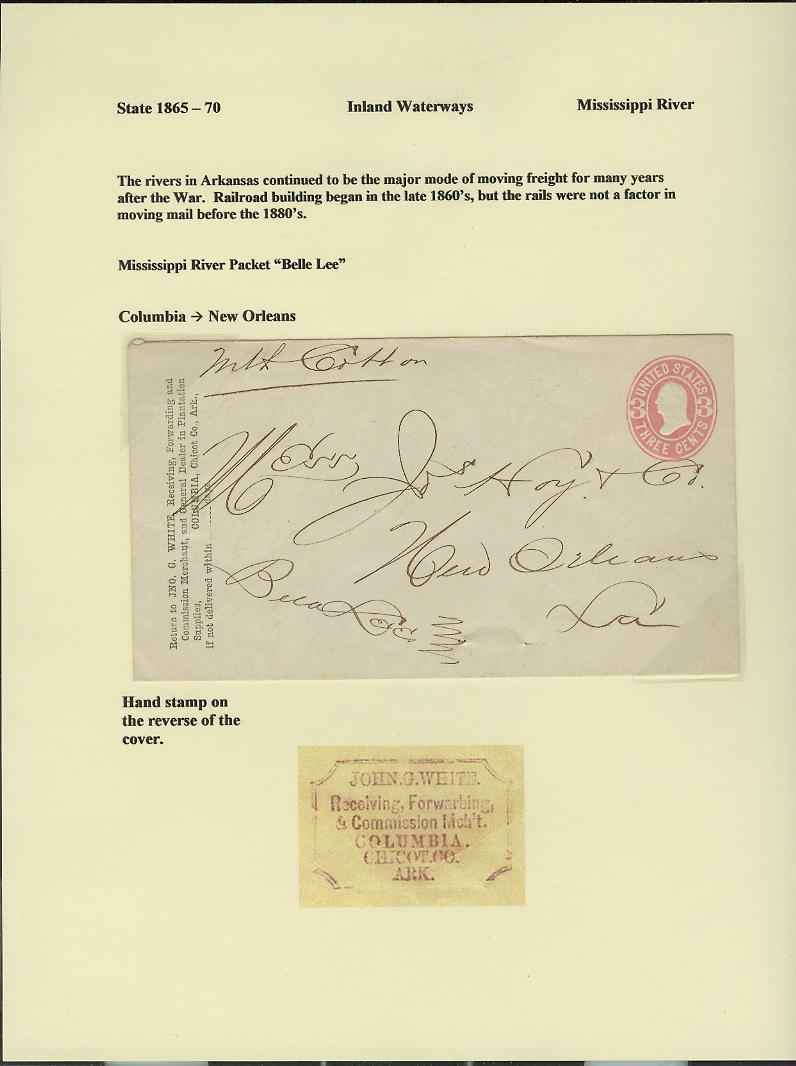 State 1865 – 70 Inland Waterways Mississippi River
The rivers in Arkansas continued to be the major mode of moving freight for many years
after the War. Railroad building began in the late 1860's, but the rails were not a factor in
moving mail before the 1880's.
Mississippi River Packet “Belle Lee”
Columbia → New Orleans
Cotton
UNITED STATES
3 3
THREE CENTS
Return to JNO. G. WHITE, Receiving, Forwarding and
Commission Merchant, and General Dealer in Plantation
Supplies, COLUMBIA, Chicot Co., Ark.,
if not delivered within ...... days.
Mess Jos Hoy & Co.
New Orleans
La
Lee
Hand stamp on
the reverse of the
cover.
JOHN.G.WHITE.
Receiving, Forwarding,
& Commission Mch't.
COLUMBIA.
CHICOT.CO.
ARK.